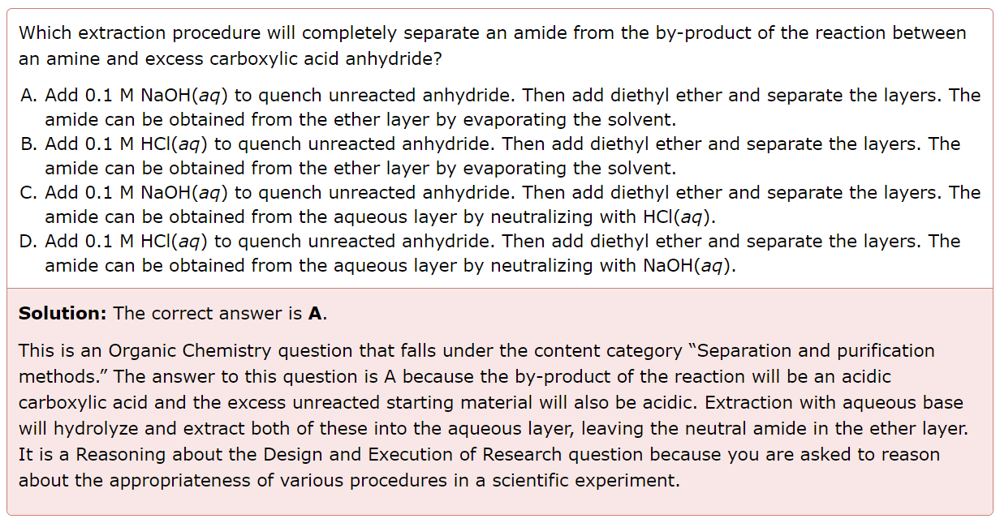 Which extraction procedure will completely separate an amide from the by-product of the reaction between
an amine and excess carboxylic acid anhydride?
A. Add 0.1 M NaOH(aq) to quench unreacted anhydride. Then add diethyl ether and separate the layers. The
amide can be obtained from the ether layer by evaporating the solvent.
B. Add 0.1 M HCl(aq) to quench unreacted anhydride. Then add diethyl ether and separate the layers. The
amide can be obtained from the ether layer by evaporating the solvent.
C. Add 0.1 M NaOH(aq) to quench unreacted anhydride. Then add diethyl ether and separate the layers. The
amide can be obtained from the aqueous layer by neutralizing with HCl(aq).
D. Add 0.1 M HCl(aq) to quench unreacted anhydride. Then add diethyl ether and separate the layers. The
amide can be obtained from the aqueous layer by neutralizing with NaOH(aq).
Solution: The correct answer is A.
This is an Organic Chemistry question that falls under the content category “Separation and purification
methods.” The answer to this question is A because the by-product of the reaction will be an acidic
carboxylic acid and the excess unreacted starting material will also be acidic. Extraction with aqueous base
will hydrolyze and extract both of these into the aqueous layer, leaving the neutral amide in the ether layer.
It is a Reasoning about the Design and Execution of Research question because you are asked to reason
about the appropriateness of various procedures in a scientific experiment.